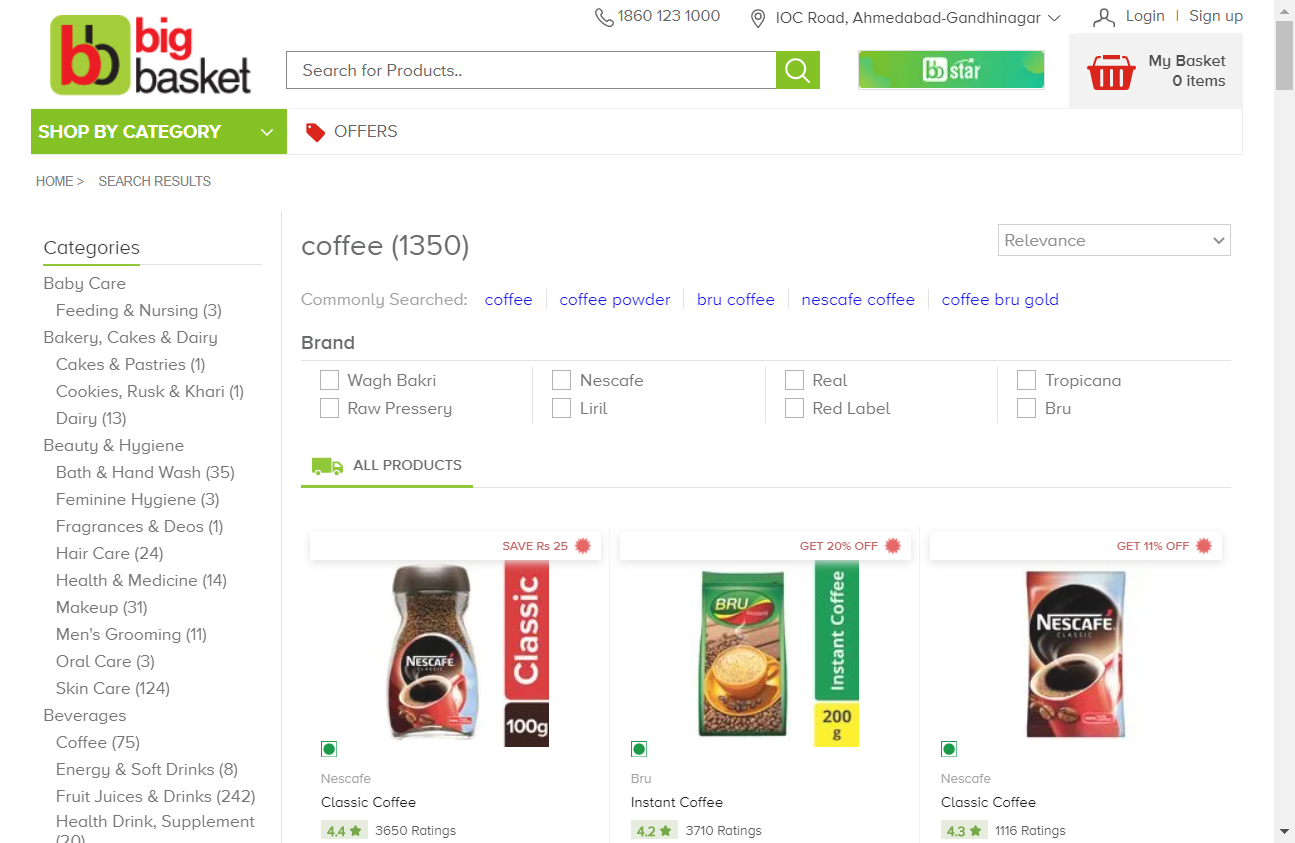 1860 123 1000
IOC Road, Ahmedabad-Gandhinagar
Login | Sign up
bb big basket
Search for Products..
bb star
My Basket
0 items
SHOP BY CATEGORY
OFFERS
HOME > SEARCH RESULTS
Categories
Baby Care
Feeding & Nursing (3)
Bakery, Cakes & Dairy
Cakes & Pastries (1)
Cookies, Rusk & Khari (1)
Dairy (13)
Beauty & Hygiene
Bath & Hand Wash (35)
Feminine Hygiene (3)
Fragrances & Deos (1)
Hair Care (24)
Health & Medicine (14)
Makeup (31)
Men's Grooming (11)
Oral Care (3)
Skin Care (124)
Beverages
Coffee (75)
Energy & Soft Drinks (8)
Fruit Juices & Drinks (242)
Health Drink, Supplement
(20)
coffee (1350)
Relevance
Commonly Searched: coffee coffee powder bru coffee nescafe coffee coffee bru gold
Brand
Wagh Bakri Nescafe Real Tropicana
Raw Pressery Liril Red Label Bru
ALL PRODUCTS
SAVE Rs 25
NESCAFÉ
CLASSIC
Classic
100g
Nescafe
Classic Coffee
4.4 3650 Ratings
GET 20% OFF
BRU
Instant
Instant Coffee
200
g
Bru
Instant Coffee
4.2 3710 Ratings
GET 11% OFF
NESCAFÉ
CLASSIC
Nescafe
Classic Coffee
4.3 1116 Ratings